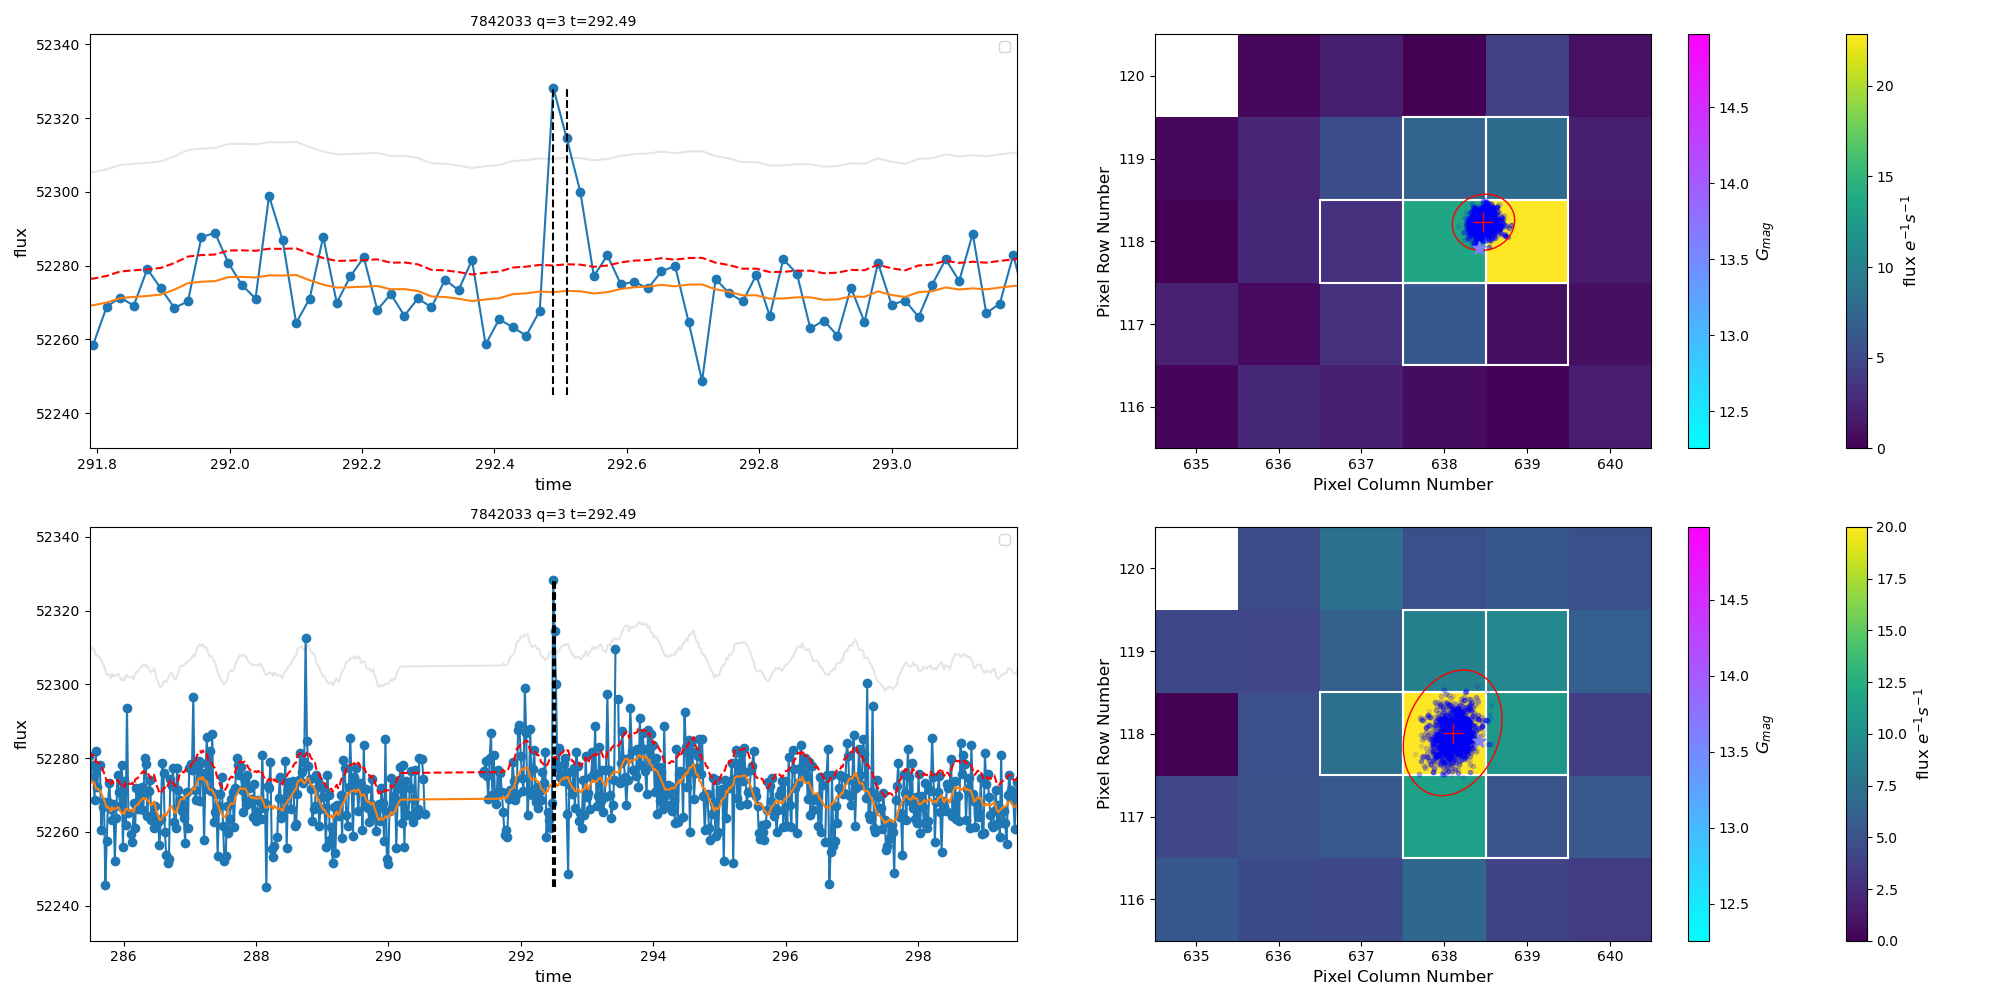 7842033 q=3 t=292.49
52340
52320
52300
52280
52260
52240
flux
291.8 292.0 292.2 292.4 292.6 292.8 293.0
time
120
119
118
117
116
Pixel Row Number
635 636 637 638 639 640
Pixel Column Number
14.5
14.0
13.5
13.0
12.5
G_mag
20
15
10
5
0
flux e⁻¹s⁻¹
7842033 q=3 t=292.49
52340
52320
52300
52280
52260
52240
flux
286 288 290 292 294 296 298
time
120
119
118
117
116
Pixel Row Number
635 636 637 638 639 640
Pixel Column Number
14.5
14.0
13.5
13.0
12.5
G_mag
20.0
17.5
15.0
12.5
10.0
7.5
5.0
2.5
0.0
flux e⁻¹s⁻¹